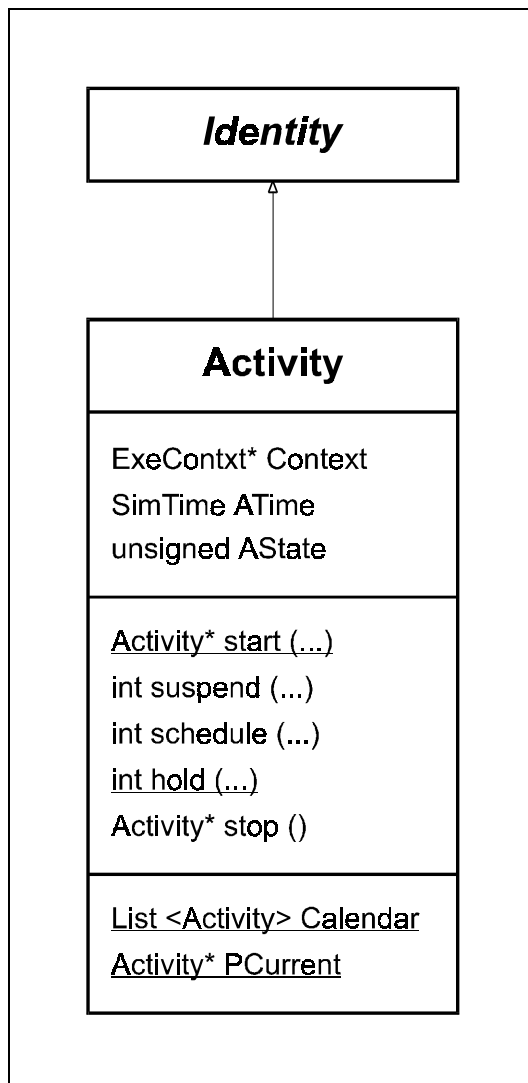 Identity
Activity
ExeContxt* Context
SimTime ATime
unsigned AState
Activity* start (...)
int suspend (...)
int schedule (...)
int hold (...)
Activity* stop ()
List <Activity> Calendar
Activity* PCurrent